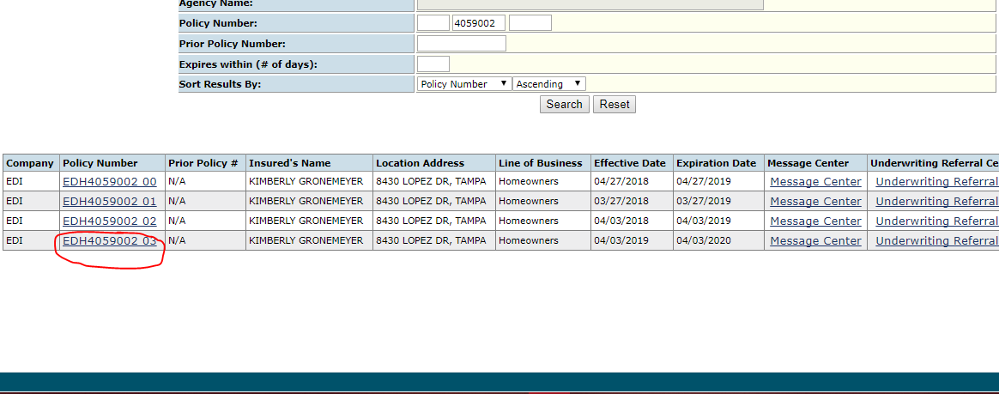 Agency Name:
Policy Number: 4059002
Prior Policy Number:
Expires within (# of days):
Sort Results By: Policy Number Ascending
Search Reset
Company Policy Number Prior Policy # Insured's Name Location Address Line of Business Effective Date Expiration Date Message Center Underwriting Referral Ce
EDI EDH4059002 00 N/A KIMBERLY GRONEMEYER 8430 LOPEZ DR, TAMPA Homeowners 04/27/2018 04/27/2019 Message Center Underwriting Referral
EDI EDH4059002 01 N/A KIMBERLY GRONEMEYER 8430 LOPEZ DR, TAMPA Homeowners 03/27/2018 03/27/2019 Message Center Underwriting Referral
EDI EDH4059002 02 N/A KIMBERLY GRONEMEYER 8430 LOPEZ DR, TAMPA Homeowners 04/03/2018 04/03/2019 Message Center Underwriting Referral
EDI EDH4059002 03 N/A KIMBERLY GRONEMEYER 8430 LOPEZ DR, TAMPA Homeowners 04/03/2019 04/03/2020 Message Center Underwriting Referral